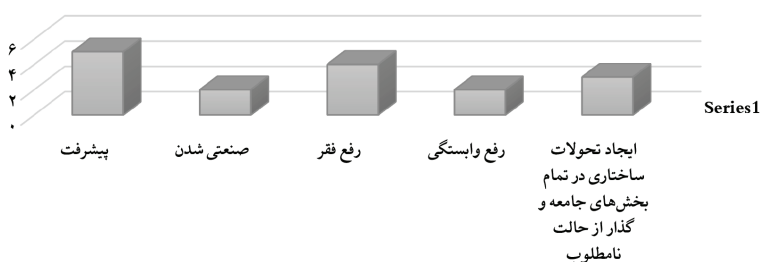 ۶
۴
۲
۰
Series1
پیشرفت
صنعتی شدن
رفع فقر
رفع وابستگی
ایجاد تحولات
ساختاری در تمام
بخش‌های جامعه و
گذار از حالت
نامطلوب